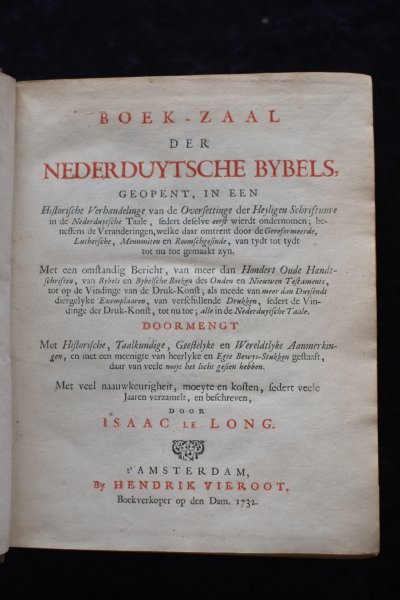 BOEK-ZAAL
DER
NEDERDUYTSCHE BYBELS,
GEOPENT, IN EEN
Historische Verhandelinge van de Oversettinge der Heyligen Schriftuure
in de Nederduytsche Taale, sedert deselve eerst wierdt ondernomen; be-
neffens de Veranderingen, welke daar omtrent door de Gereformeerde,
Luthersche, Mennoniten en Roomschgesinde, van tydt tot tydt
tot nu toe gemaakt zyn.
Met een omstandig Bericht, van meer dan Hondert Oude Handt-
schriften, van Bybels en Bybelsche Boeken des Ouden en Nieuwen Testaments,
tot op de Vindinge van de Druk-Konst; als meede van meer dan Duysendt
diergelyke Exemplaaren, van verschillende Drukken, sedert de Vin-
dinge der Druk-Konst, tot nu toe; alle in de Nederduytsche Taale.
DOORMENGT
Met Historische, Taalkundige, Geestelyke en Wereldtlyke Aanmerkin-
gen, en met een meenigte van heerlyke en Egte Bewys-Stukken gestaaft,
daar van veele nooyt het licht gesien hebben.
Met veel naauwkeurigheit, moeyte en kosten, sedert veele
Jaaren verzamelt, en beschreven,
DOOR
ISAAC LE LONG.
t'AMSTERDAM,
By HENDRIK VIEROOT,
Boekverkoper op den Dam. 1732.